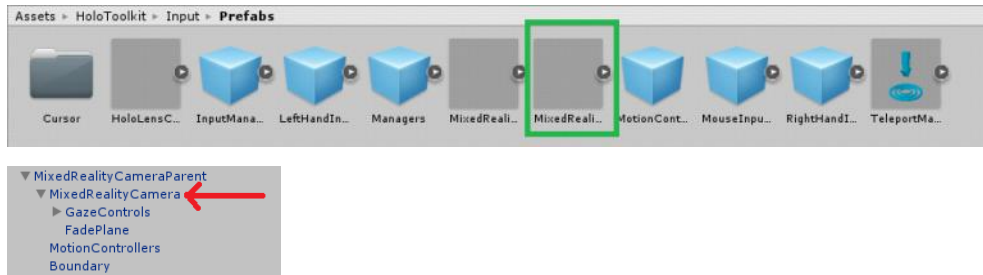 Assets ▸ HoloToolkit ▸ Input ▸ Prefabs
Cursor HoloLensC... InputMana... LeftHandIn... Managers MixedReali... MixedReali... MotionCont... MouseInpu... RightHandI... TeleportMa...
MixedRealityCameraParent
MixedRealityCamera
GazeControls
FadePlane
MotionControllers
Boundary